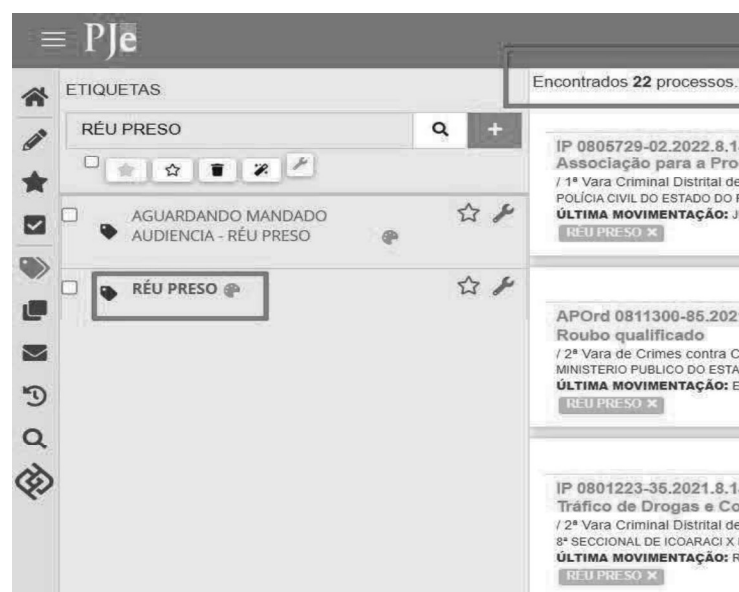 PJe
ETIQUETAS
RÉU PRESO
AGUARDANDO MANDADO
AUDIENCIA - RÉU PRESO
RÉU PRESO
Encontrados 22 processos.
IP 0805729-02.2022.8.1
Associação para a Pro
/ 1ª Vara Criminal Distrital de
POLÍCIA CIVIL DO ESTADO DO
ÚLTIMA MOVIMENTAÇÃO: J
RÉU PRESO ×
APOrd 0811300-85.202
Roubo qualificado
/ 2ª Vara de Crimes contra C
MINISTERIO PUBLICO DO ESTA
ÚLTIMA MOVIMENTAÇÃO: E
RÉU PRESO ×
IP 0801223-35.2021.8.1
Tráfico de Drogas e Co
/ 2ª Vara Criminal Distrital de
8ª SECCIONAL DE ICOARACI X
ÚLTIMA MOVIMENTAÇÃO: R
RÉU PRESO ×